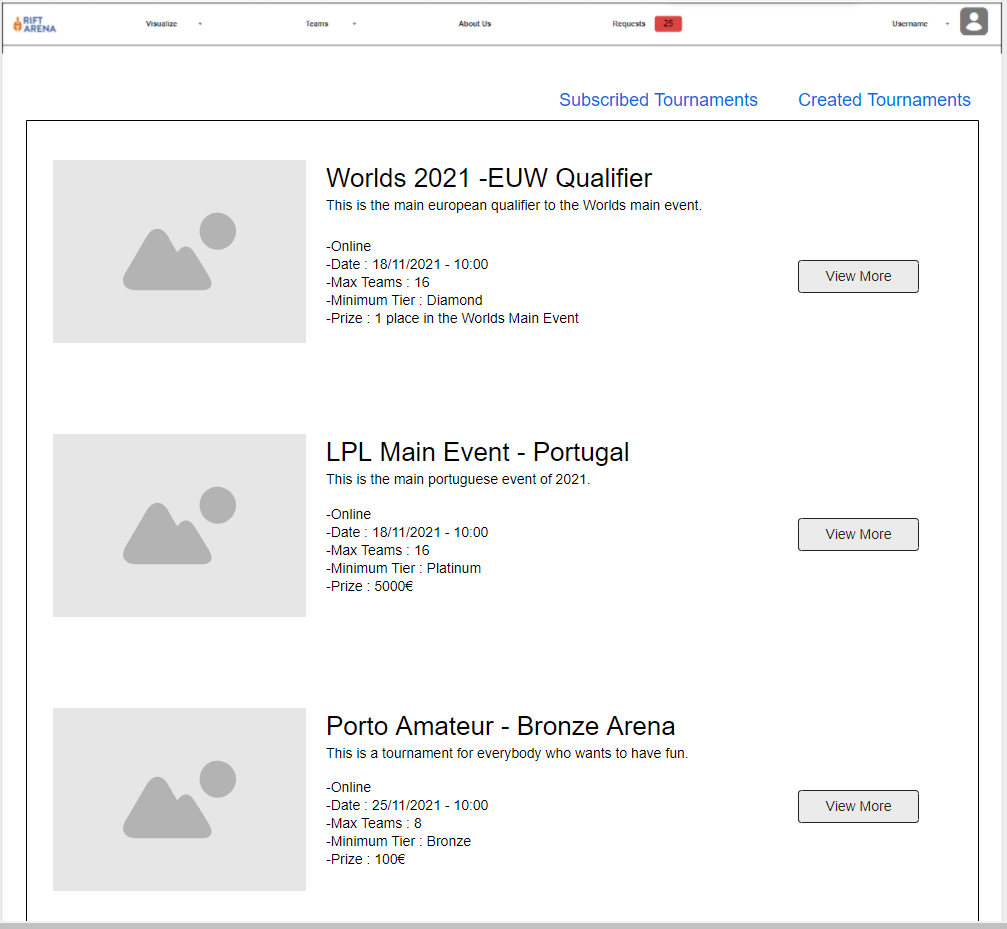 RIFT
ARENA
Visualize
Teams
About Us
Requests 25
Username
Subscribed Tournaments
Created Tournaments
Worlds 2021 -EUW Qualifier
This is the main european qualifier to the Worlds main event.
-Online
-Date : 18/11/2021 - 10:00
-Max Teams : 16
-Minimum Tier : Diamond
-Prize : 1 place in the Worlds Main Event
View More
LPL Main Event - Portugal
This is the main portuguese event of 2021.
-Online
-Date : 18/11/2021 - 10:00
-Max Teams : 16
-Minimum Tier : Platinum
-Prize : 5000€
View More
Porto Amateur - Bronze Arena
This is a tournament for everybody who wants to have fun.
-Online
-Date : 25/11/2021 - 10:00
-Max Teams : 8
-Minimum Tier : Bronze
-Prize : 100€
View More